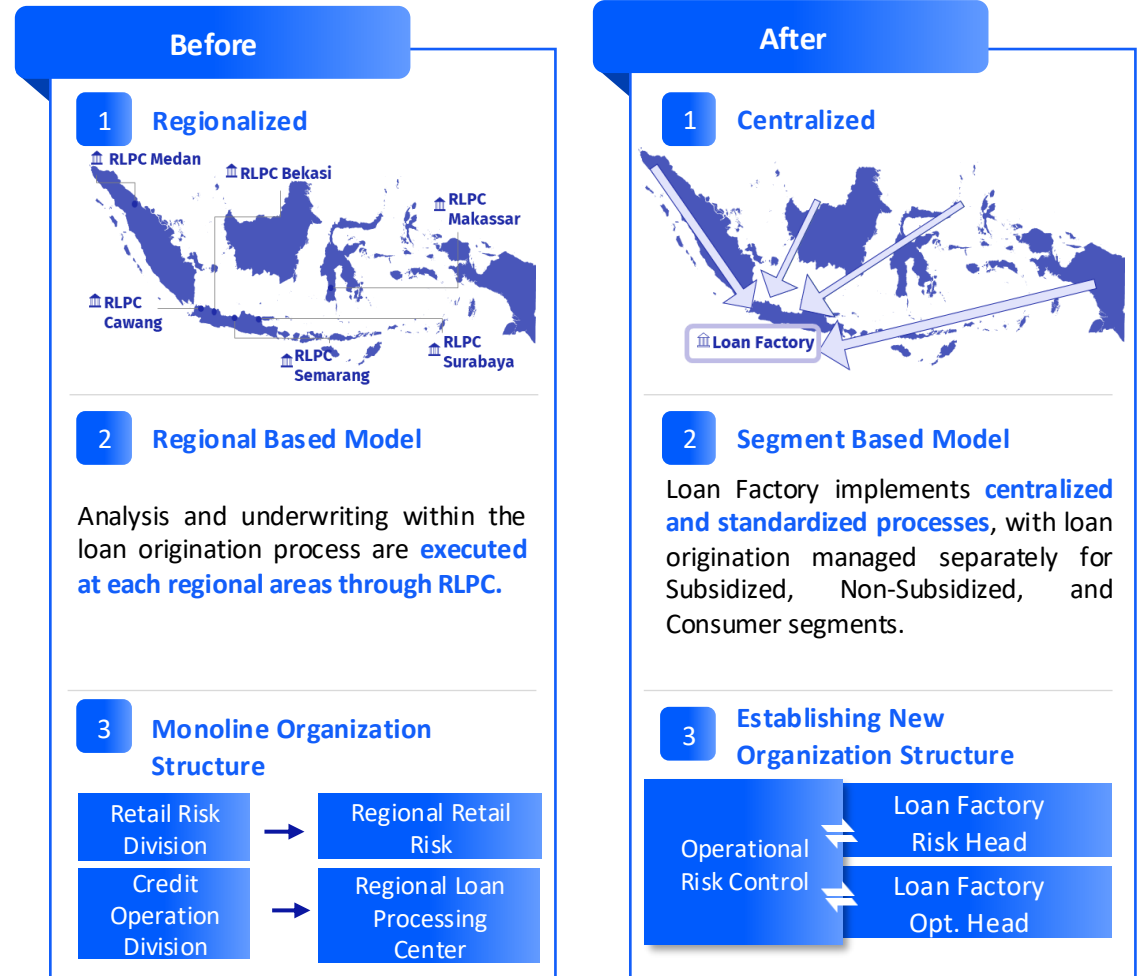 Before
1
Regionalized
RLPC Medan
RLPC Bekasi
RLPC
Makassar
RLPC
Cawang
RLPC
Semarang
RLPC
Surabaya
2
Regional Based Model
Analysis and underwriting within the
loan origination process are executed
at each regional areas through RLPC.
3
Monoline Organization
Structure
Retail Risk
Division
Regional Retail
Risk
Credit
Operation
Division
Regional Loan
Processing
Center
After
1
Centralized
Loan Factory
2
Segment Based Model
Loan Factory implements centralized
and standardized processes, with loan
origination managed separately for
Subsidized, Non-Subsidized, and
Consumer segments.
3
Establishing New
Organization Structure
Operational
Risk Control
Loan Factory
Risk Head
Loan Factory
Opt. Head